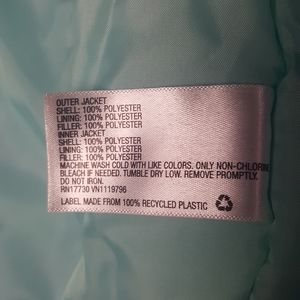 OUTER JACKET
SHELL: 100% POLYESTER
LINING: 100% POLYESTER
FILLER: 100% POLYESTER
INNER JACKET
SHELL: 100% POLYESTER
LINING: 100% POLYESTER
FILLER: 100% POLYESTER
MACHINE WASH COLD WITH LIKE COLORS. ONLY NON-CHLORINE
BLEACH IF NEEDED. TUMBLE DRY LOW. REMOVE PROMPTLY.
DO NOT IRON.
RN17730 VN1119796
LABEL MADE FROM 100% RECYCLED PLASTIC